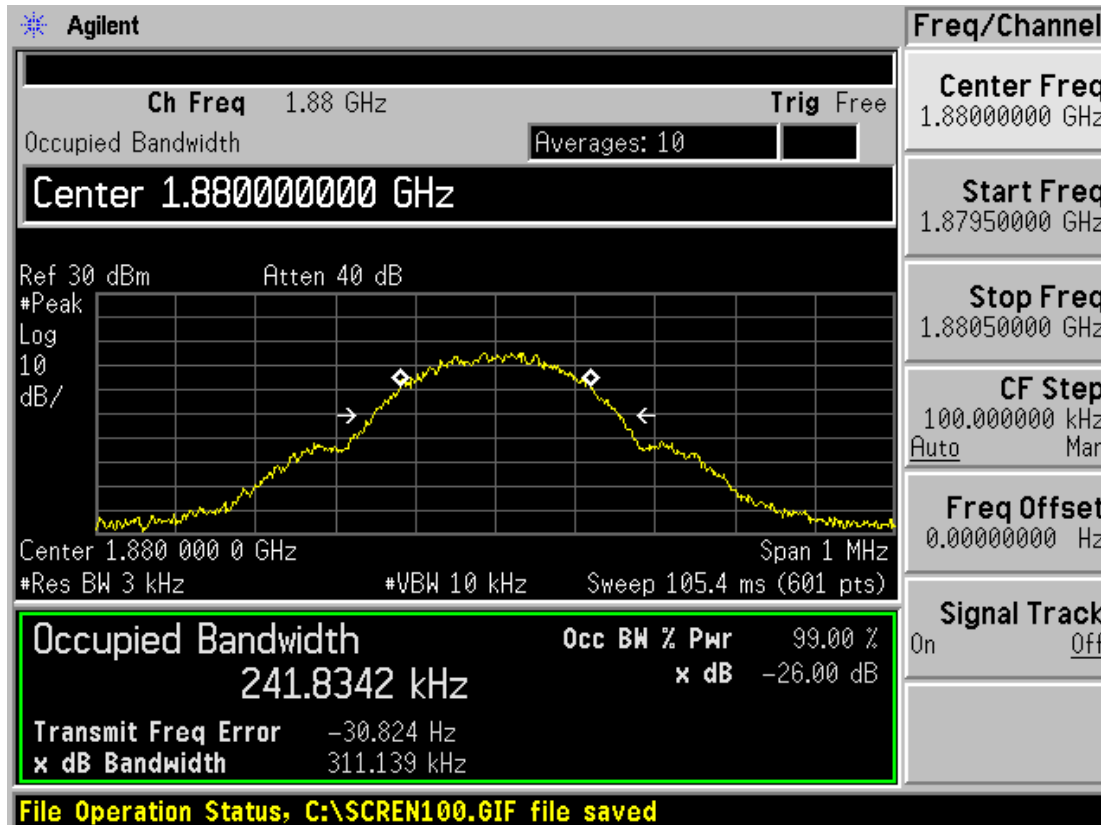 Agilent
Freq/Channel
Ch Freq 1.88 GHz Trig Free
Occupied Bandwidth Averages: 10
Center 1.880000000 GHz
Ref 30 dBm Atten 40 dB
#Peak
Log
10
dB/
Center 1.880 000 0 GHz Span 1 MHz
#Res BW 3 kHz #VBW 10 kHz Sweep 105.4 ms (601 pts)
Occupied Bandwidth
241.8342 kHz
Occ BW % Pwr 99.00 %
x dB -26.00 dB
Transmit Freq Error -30.824 Hz
x dB Bandwidth 311.139 kHz
File Operation Status, C:\SCREN100.GIF file saved
Center Freq
1.88000000 GHz
Start Freq
1.87950000 GHz
Stop Freq
1.88050000 GHz
CF Step
100.000000 kHz
Auto Man
Freq Offset
0.00000000 Hz
Signal Track
On Off